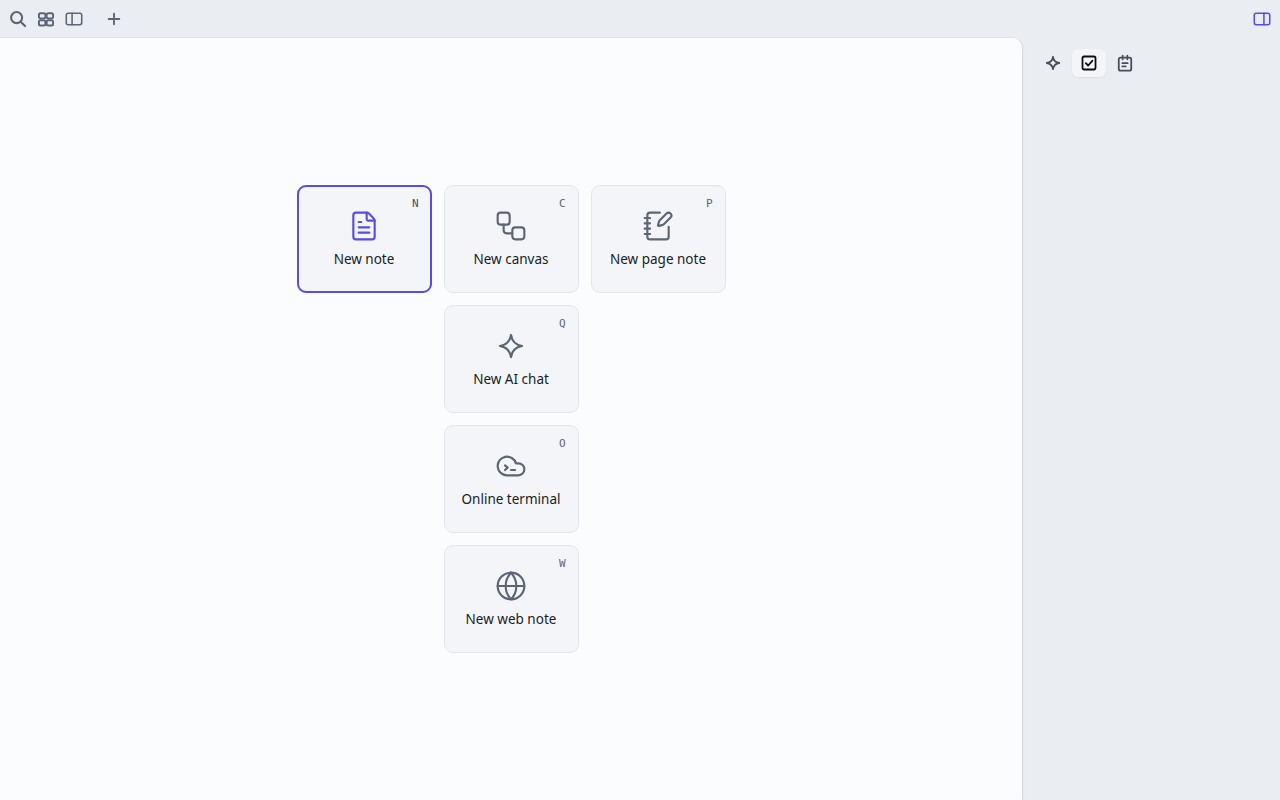 N
New note
C
New canvas
P
New page note
Q
New AI chat
O
Online terminal
W
New web note